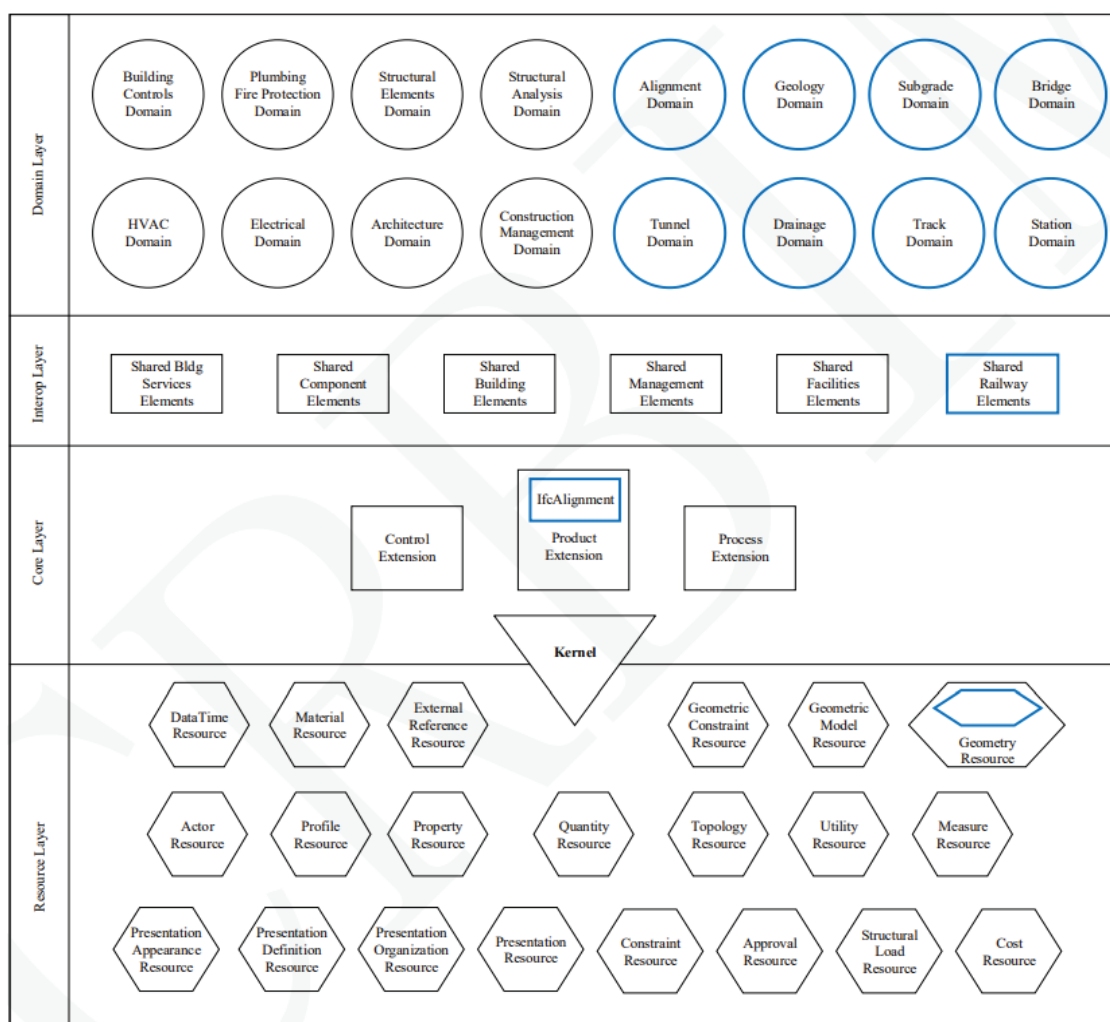 Domain Layer
Building
Controls
Domain
Plumbing
Fire Protection
Domain
Structural
Elements
Domain
Structural
Analysis
Domain
Alignment
Domain
Geology
Domain
Subgrade
Domain
Bridge
Domain
HVAC
Domain
Electrical
Domain
Architecture
Domain
Construction
Management
Domain
Tunnel
Domain
Drainage
Domain
Track
Domain
Station
Domain
Interop Layer
Shared Bldg
Services
Elements
Shared
Component
Elements
Shared
Building
Elements
Shared
Management
Elements
Shared
Facilities
Elements
Shared
Railway
Elements
Core Layer
Control
Extension
IfcAlignment
Product
Extension
Process
Extension
Kernel
Resource Layer
DataTime
Resource
Material
Resource
External
Reference
Resource
Geometric
Constraint
Resource
Geometric
Model
Resource
Geometry
Resource
Actor
Resource
Profile
Resource
Property
Resource
Quantity
Resource
Topology
Resource
Utility
Resource
Measure
Resource
Presentation
Appearance
Resource
Presentation
Definition
Resource
Presentation
Organization
Resource
Presentation
Resource
Constraint
Resource
Approval
Resource
Structural
Load
Resource
Cost
Resource
CRBIM